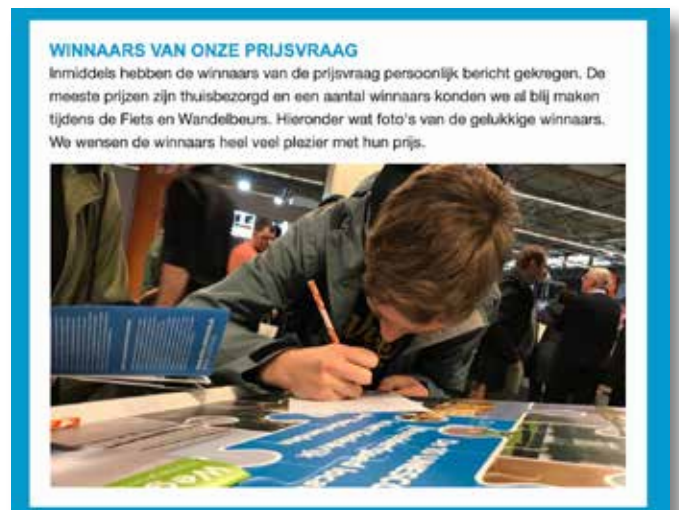 WINNAARS VAN ONZE PRIJSVRAAG
Inmiddels hebben de winnaars van de prijsvraag persoonlijk bericht gekregen. De
meeste prijzen zijn thuisbezorgd en een aantal winnaars konden we al blij maken
tijdens de Fiets en Wandelbeurs. Hieronder wat foto's van de gelukkige winnaars.
We wensen de winnaars heel veel plezier met hun prijs.